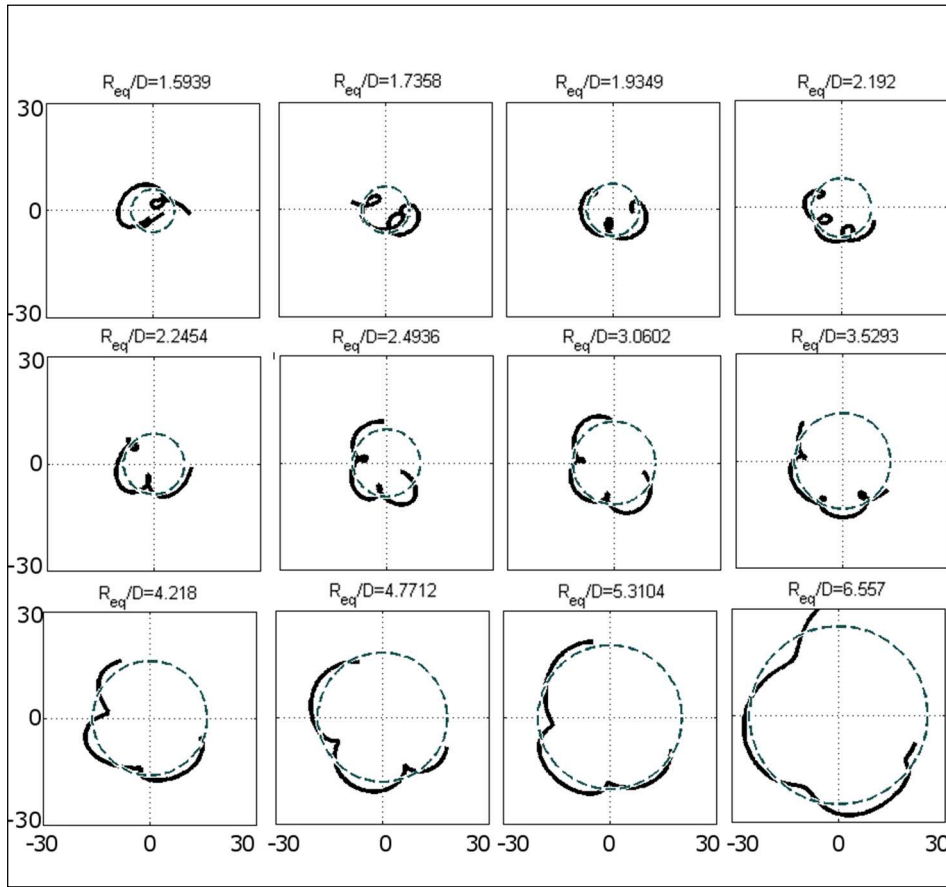 R_eq/D=1.5939 R_eq/D=1.7358 R_eq/D=1.9349 R_eq/D=2.192
30
0
-30
R_eq/D=2.2454 R_eq/D=2.4936 R_eq/D=3.0602 R_eq/D=3.5293
30
0
-30
R_eq/D=4.218 R_eq/D=4.7712 R_eq/D=5.3104 R_eq/D=6.557
30
0
-30
-30 0 30 -30 0 30 -30 0 30 -30 0 30